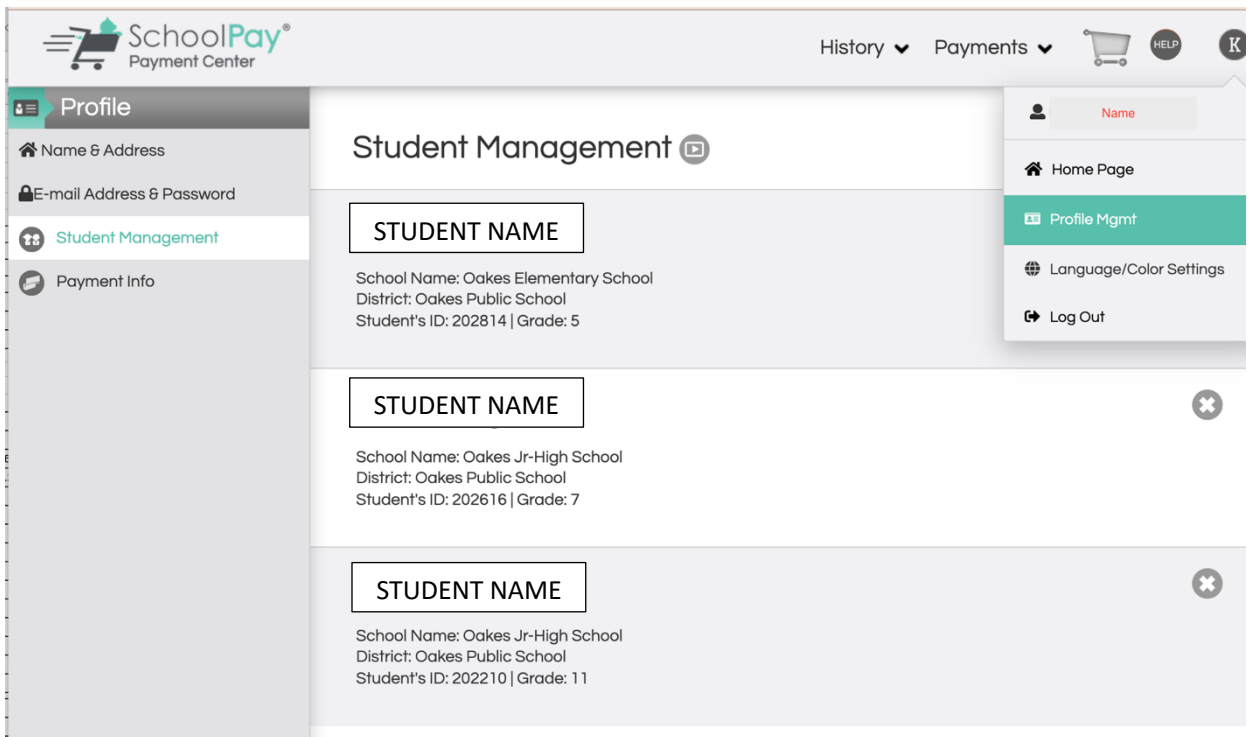 SchoolPay®
Payment Center
History
Payments
HELP
K
Profile
Name & Address
E-mail Address & Password
Student Management
Payment Info
Name
Home Page
Profile Mgmt
Language/Color Settings
Log Out
Student Management
STUDENT NAME
School Name: Oakes Elementary School
District: Oakes Public School
Student's ID: 202814 | Grade: 5
STUDENT NAME
School Name: Oakes Jr-High School
District: Oakes Public School
Student's ID: 202616 | Grade: 7
STUDENT NAME
School Name: Oakes Jr-High School
District: Oakes Public School
Student's ID: 202210 | Grade: 11